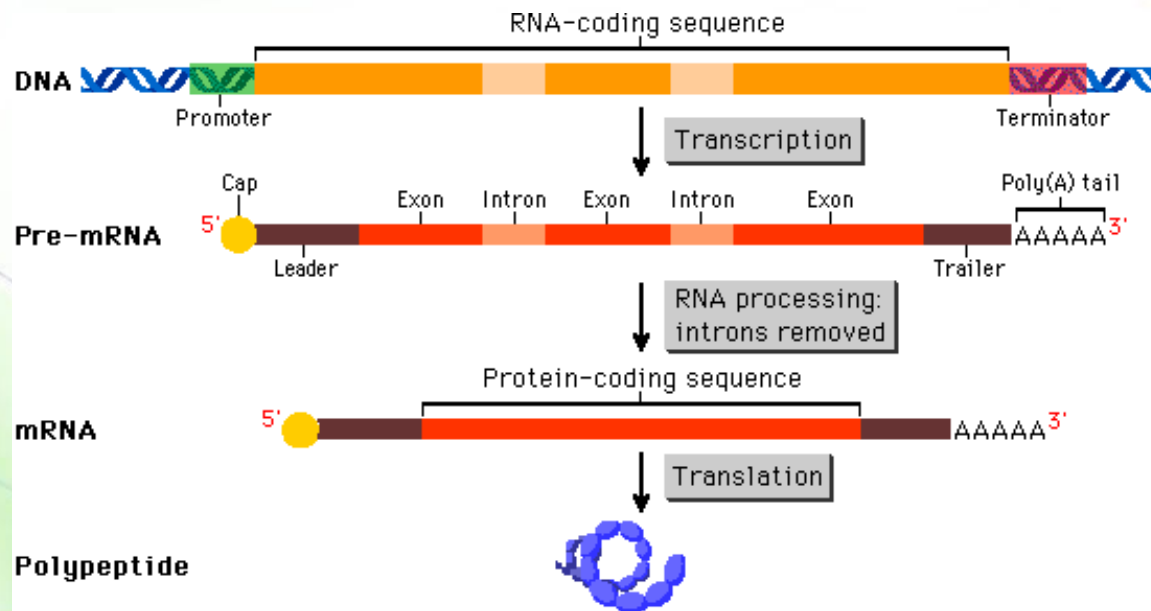 RNA-coding sequence
DNA
Promoter
Terminator
Transcription
Cap
Exon Intron Exon Intron Exon
Poly(A) tail
Pre-mRNA
5'
AAAAA
3'
Leader
Trailer
RNA processing:
introns removed
Protein-coding sequence
mRNA
5'
AAAAA
3'
Translation
Polypeptide